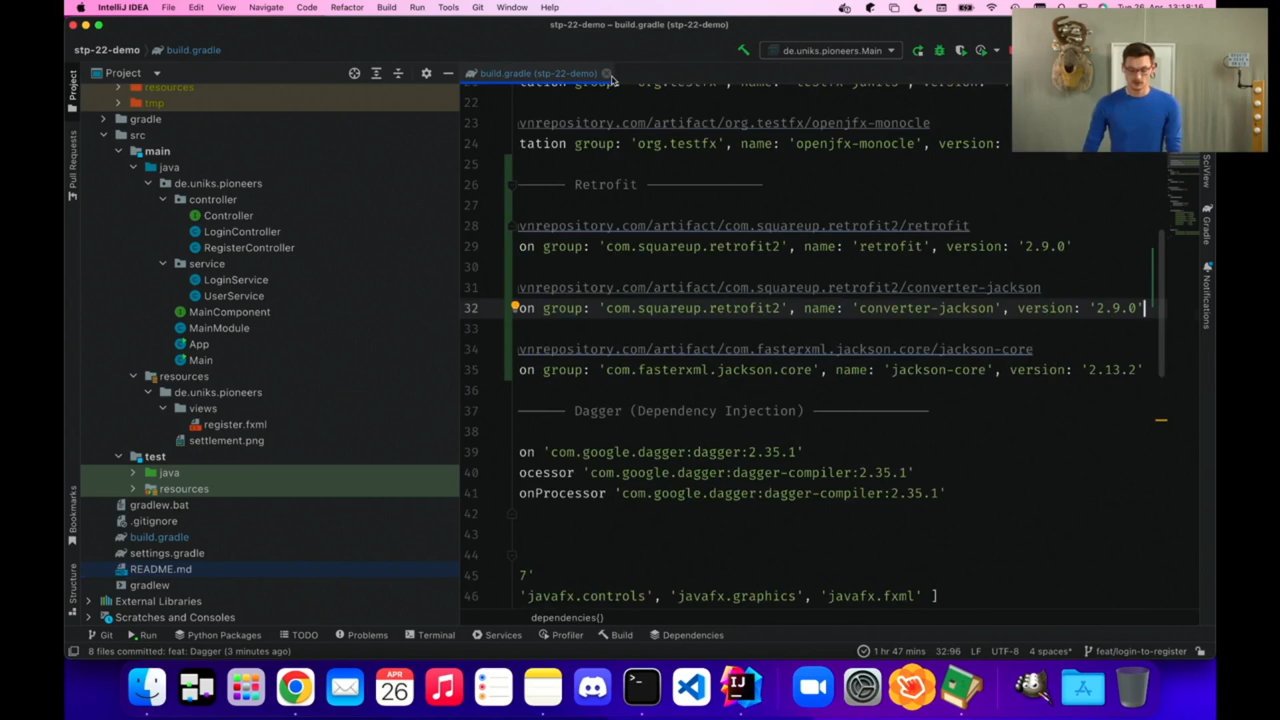 IntelliJ IDEA File Edit View Navigate Code Refactor Build Run Tools Git Window Help
Tue 26. Apr. 13:18:16
stp-22-demo – build.gradle (stp-22-demo)
stp-22-demo build.gradle
de.uniks.pioneers.Main
Project
build.gradle (stp-22-demo)
resources
tmp
gradle
src
main
java
de.uniks.pioneers
controller
Controller
LoginController
RegisterController
service
LoginService
UserService
MainComponent
MainModule
App
Main
resources
de.uniks.pioneers
views
register.fxml
settlement.png
test
java
resources
gradlew.bat
.gitignore
build.gradle
settings.gradle
README.md
gradlew
External Libraries
Scratches and Consoles
22
23 vnrepository.com/artifact/org.testfx/openjfx-monocle
24 tation group: 'org.testfx', name: 'openjfx-monocle', version:
25
26 Retrofit
27
28 vnrepository.com/artifact/com.squareup.retrofit2/retrofit
29 on group: 'com.squareup.retrofit2', name: 'retrofit', version: '2.9.0'
30
31 vnrepository.com/artifact/com.squareup.retrofit2/converter-jackson
32 on group: 'com.squareup.retrofit2', name: 'converter-jackson', version: '2.9.0'
33
34 vnrepository.com/artifact/com.fasterxml.jackson.core/jackson-core
35 on group: 'com.fasterxml.jackson.core', name: 'jackson-core', version: '2.13.2'
36
37 Dagger (Dependency Injection)
38
39 on 'com.google.dagger:dagger:2.35.1'
40 ocessor 'com.google.dagger:dagger-compiler:2.35.1'
41 onProcessor 'com.google.dagger:dagger-compiler:2.35.1'
42
43
44
45 7'
46 'javafx.controls', 'javafx.graphics', 'javafx.fxml' ]
dependencies{}
Project
Pull Requests
Bookmarks
Structure
SciView
Gradle
Notifications
Git Run Python Packages TODO Problems Terminal Services Profiler Build Dependencies
8 files committed: feat: Dagger (3 minutes ago)
1 hr 47 mins 32:96 LF UTF-8 4 spaces* feat/login-to-register
APR
26